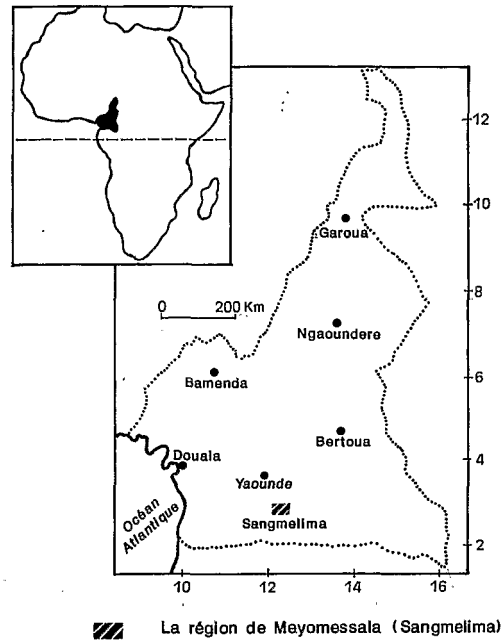 12
10
Garoua
0 200 Km
8
Ngaoundere
6
Bamenda
Bertoua
4
Douala
Yaounde
Océan
Atlantique
Sangmelima
2
10 12 14 16
La région de Meyomessala (Sangmelima)